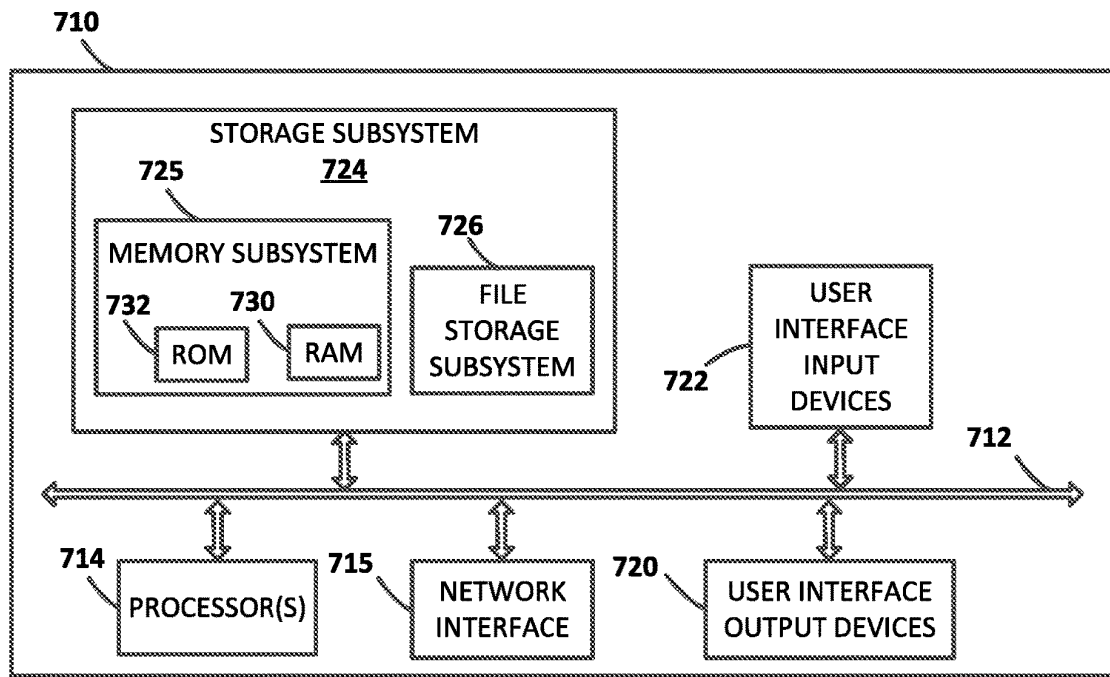 710
STORAGE SUBSYSTEM
724
725
MEMORY SUBSYSTEM
732
ROM
730
RAM
726
FILE
STORAGE
SUBSYSTEM
USER
INTERFACE
INPUT
DEVICES
722
712
714
PROCESSOR(S)
715
NETWORK
INTERFACE
720
USER INTERFACE
OUTPUT DEVICES